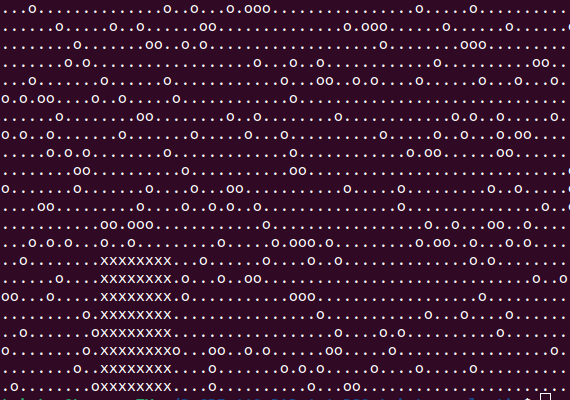 ...o..............o..o...o.ooo................o.....o..........
......o.....o..o......oo..............o.ooo......o......o......
........o.......oo..o.o...................o........ooo.........
.......o.o..................o...o..o............o..........oo..
...o.......o......o............o...oo..o.o....o......o...o...o.
o.o.oo....o..o.....o............o..............................
......o........oo........o..o........o............o.o..o.....o.
o.o..o.......o.......o.....o...o..........o.....o..o...o.oo....
.....o.o.o........o.............o............o.oo......oo......
........oo..........o...........oo.............................
o....o.....o....o....o...oo...........o.....o.........o..o.....
....oo.........o....o..o.o..o...............o...............o..
...........oo.ooo............o.................o..o...oo..o....
...o.o.o...o..o.........o.....o.ooo.o.........o.oo..o...o.o....
..o........xxxxxxxx...o......o....o..o..............o.o........
......o....xxxxxxxx.o...o..oo..............................o..o
oo...o.....xxxxxxxx.o...........ooo..................o.........
.........o.xxxxxxxx................o...........o...o....o......
..o.......oxxxxxxxx..................o....o.o..........o.......
o........o.xxxxxxxxo...oo..o.o......oo.......o...............o.
........o..xxxxxxxx....o.......o.o.o.....o.....o..........o....
.o........oxxxxxxxx....o..........o...oo.......................